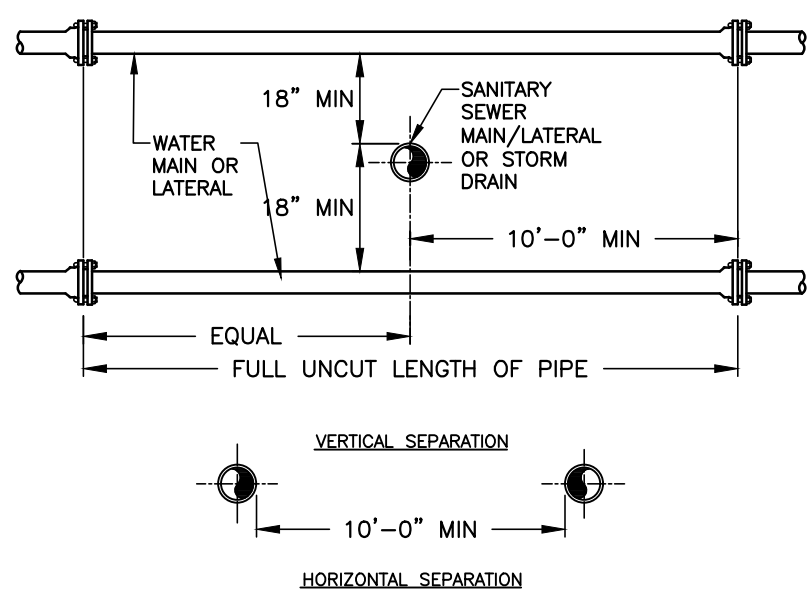 18” MIN
SANITARY
SEWER
MAIN/LATERAL
OR STORM
DRAIN
WATER
MAIN OR
LATERAL
18” MIN
10’-0” MIN
EQUAL
FULL UNCUT LENGTH OF PIPE
VERTICAL SEPARATION
10’-0” MIN
HORIZONTAL SEPARATION